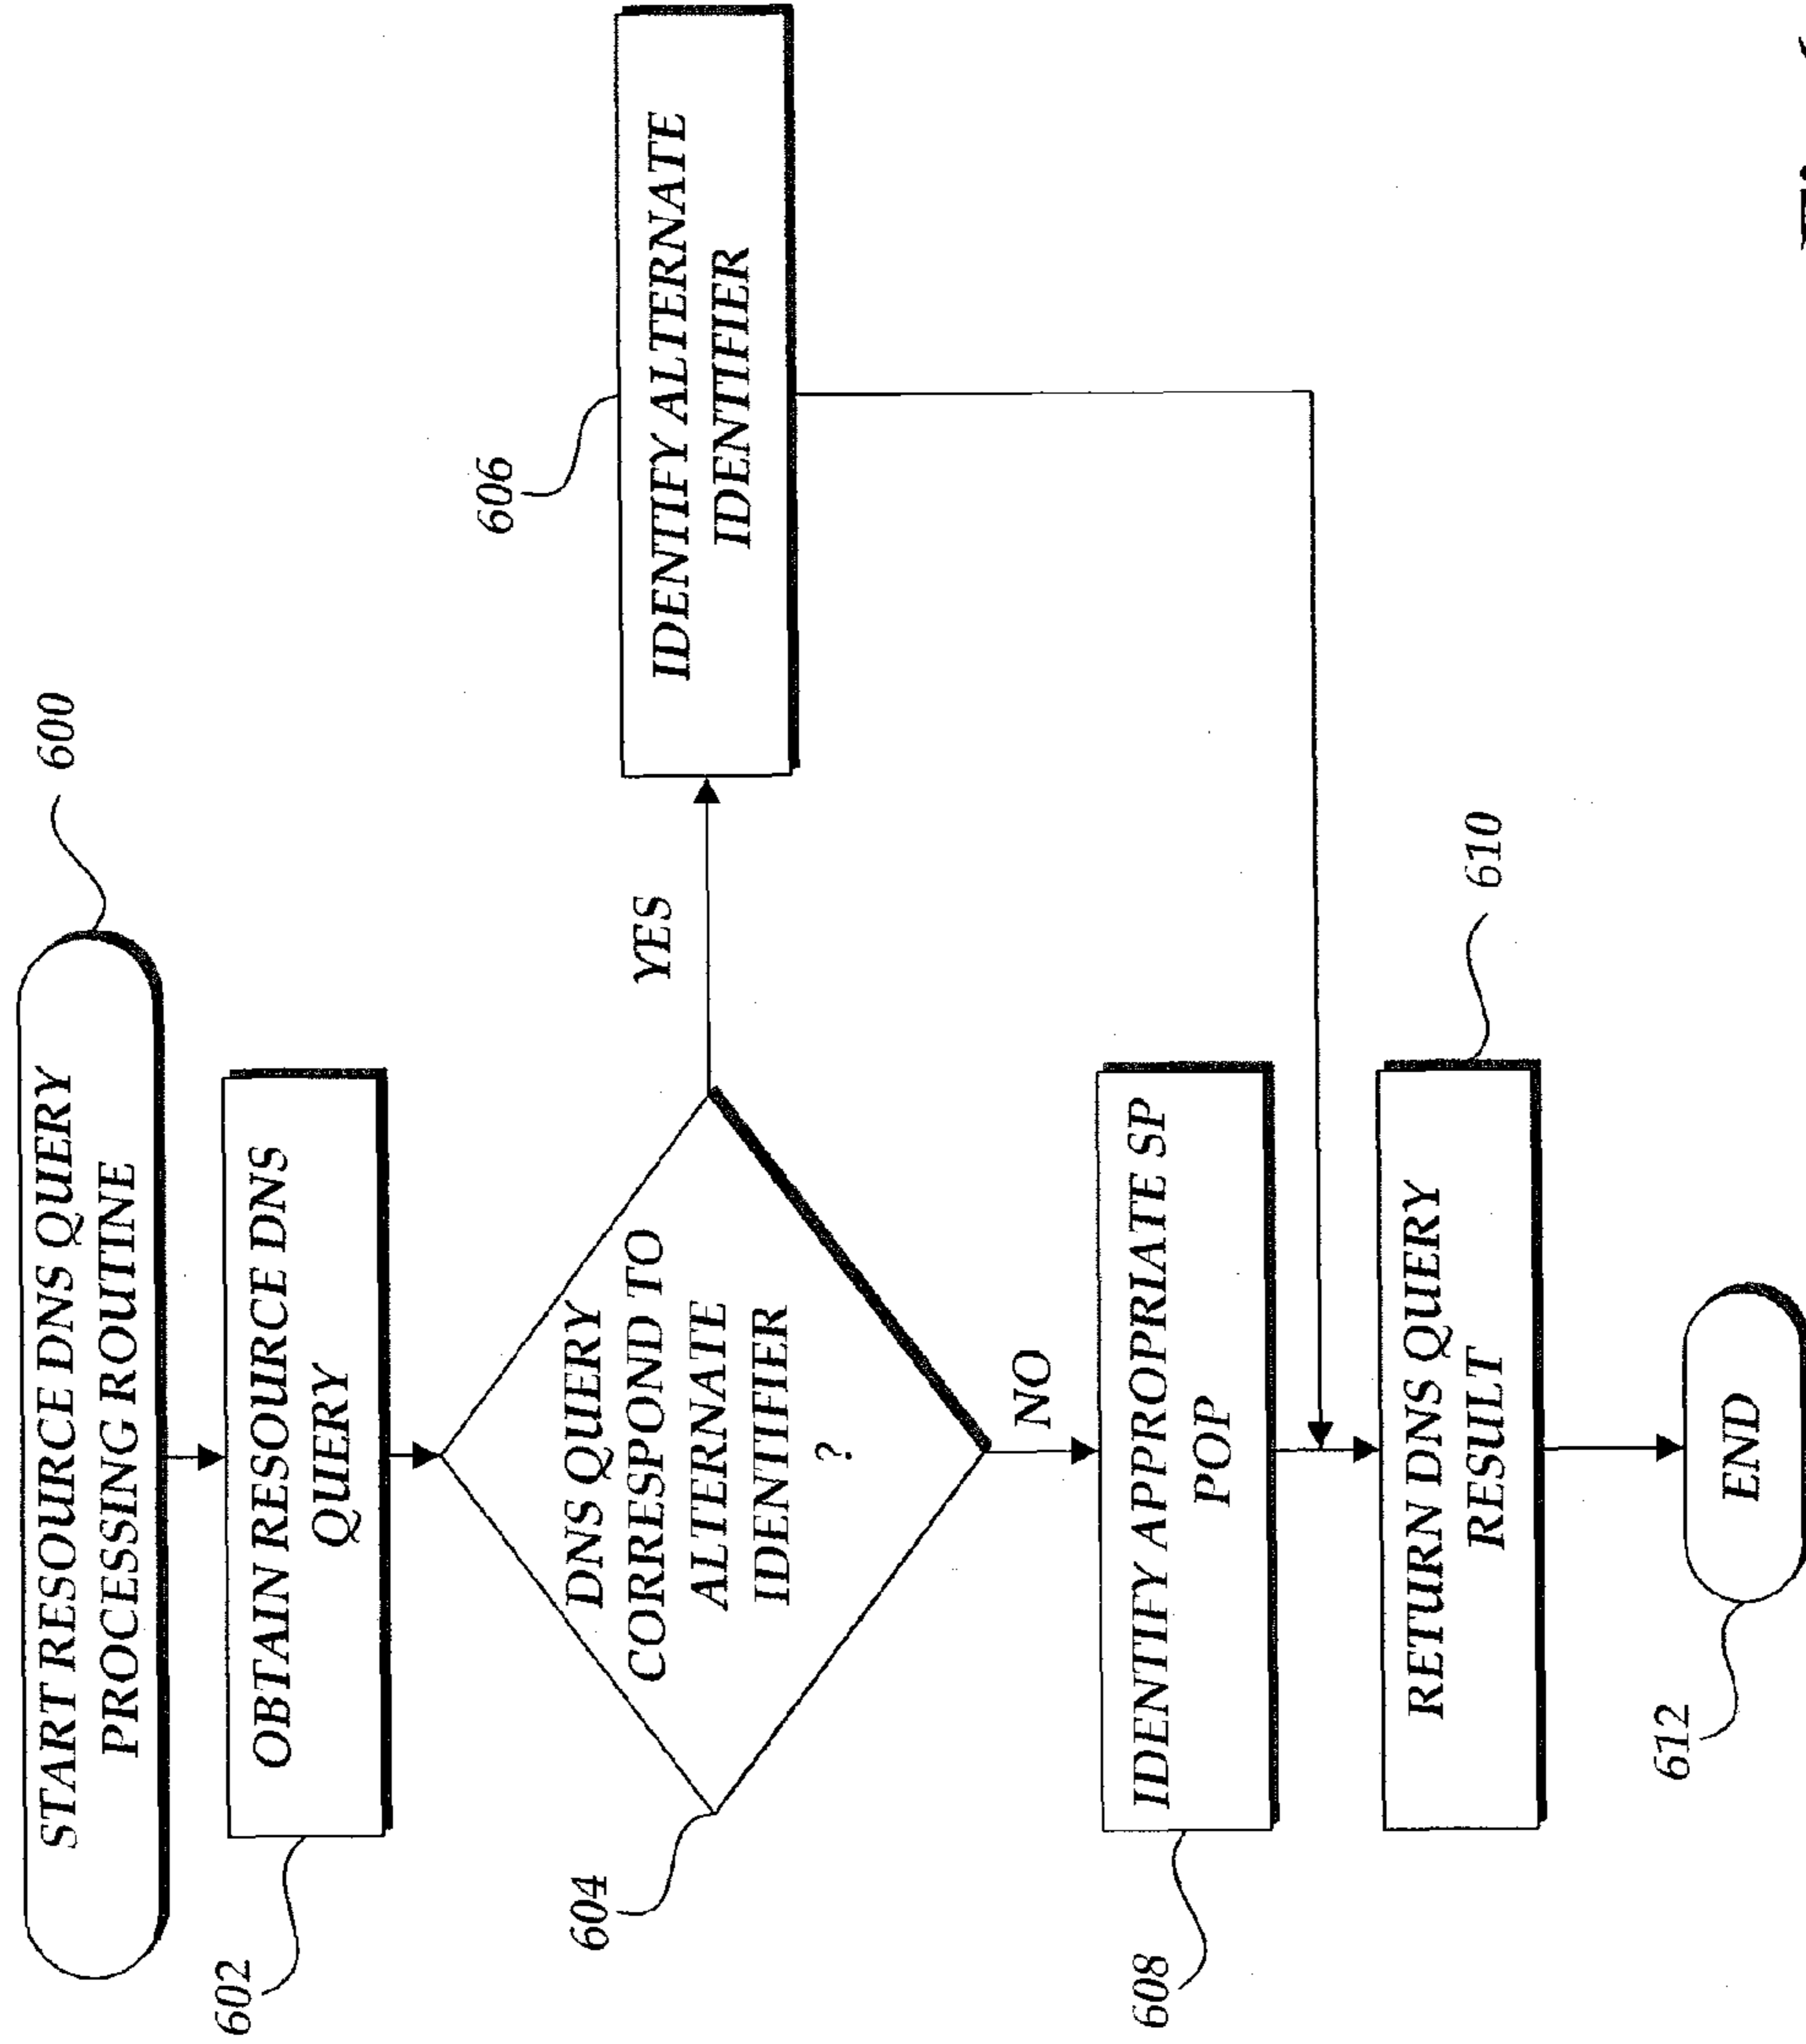 START RESOURCE DNS QUERY
PROCESSING ROUTINE
600
OBTAIN RESOURCE DNS
QUERY
602
DNS QUERY
CORRESPOND TO
ALTERNATE
IDENTIFIER
?
604
YES
606
IDENTIFY ALTERNATE
IDENTIFIER
NO
IDENTIFY APPROPRIATE SP
POP
608
RETURN DNS QUERY
RESULT
610
END
612